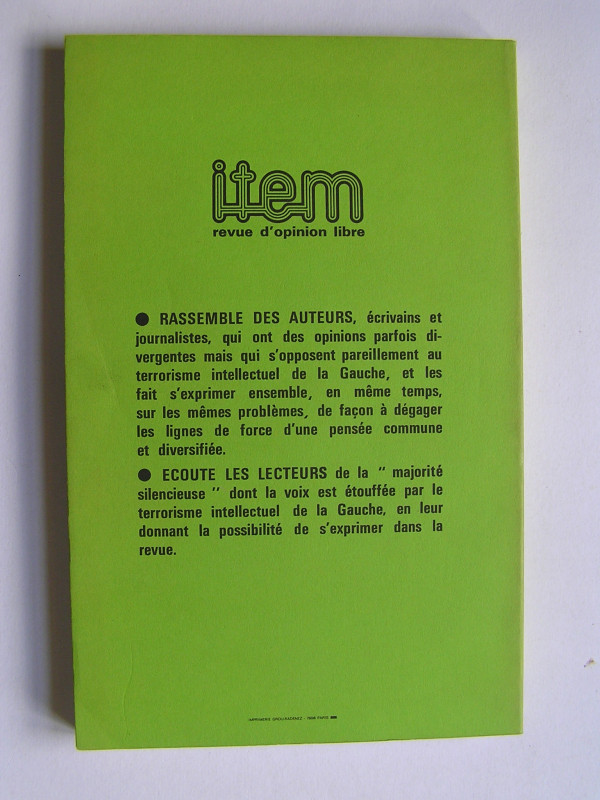 item
revue d'opinion libre
● RASSEMBLE DES AUTEURS, écrivains et
journalistes, qui ont des opinions parfois di-
vergentes mais qui s'opposent pareillement au
terrorisme intellectuel de la Gauche, et les
fait s'exprimer ensemble, en même temps,
sur les mêmes problèmes, de façon à dégager
les lignes de force d'une pensée commune
et diversifiée.
● ECOUTE LES LECTEURS de la " majorité
silencieuse " dont la voix est étouffée par le
terrorisme intellectuel de la Gauche, en leur
donnant la possibilité de s'exprimer dans la
revue.
IMPRIMERIE
PARIS